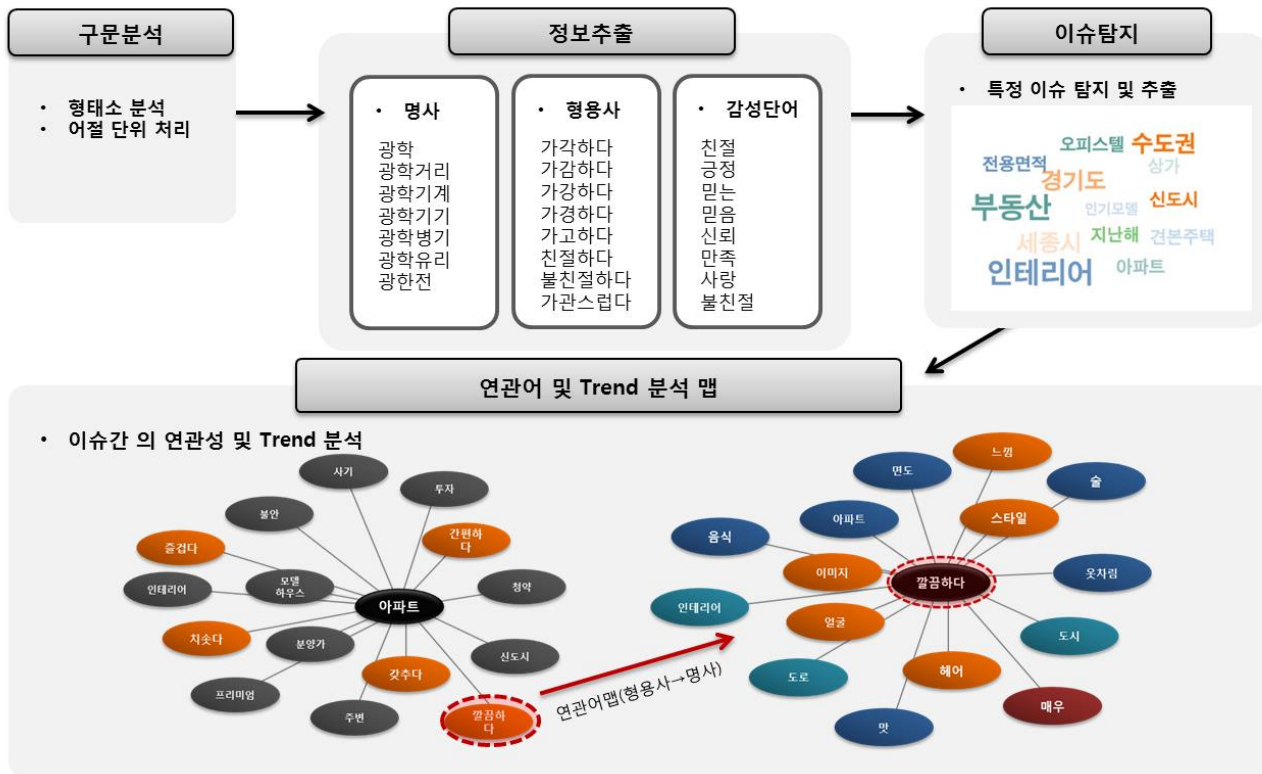 구문분석
• 형태소 분석
• 어절 단위 처리
정보추출
• 명사
광학
광학거리
광학기계
광학기기
광학병기
광학유리
광한전
• 형용사
가각하다
가감하다
가강하다
가경하다
가고하다
친절하다
불친절하다
가관스럽다
• 감성단어
친절
긍정
믿는
믿음
신뢰
만족
사랑
불친절
이슈탐지
• 특정 이슈 탐지 및 추출
오피스텔 수도권
전용면적 상가
경기도
부동산 인기모델 신도시
세종시 지난해 견본주택
인테리어 아파트
연관어 및 Trend 분석 맵
• 이슈간 의 연관성 및 Trend 분석
사기
투자
불안
간편하
다
즐겁다
인테리어
모델
하우스
청약
아파트
치솟다
분양가
신도시
갖추다
프리미엄
주변
깔끔하
다
연관어맵(형용사→명사)
느낌
면도
술
아파트
스타일
음식
이미지
깔끔하다
옷차림
인테리어
얼굴
도시
도로
헤어
매우
맛